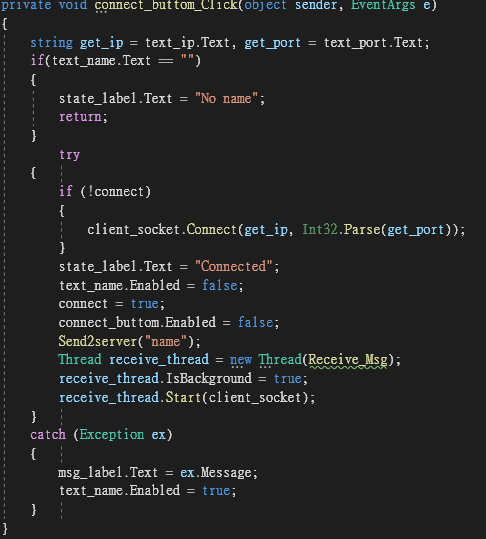 private void connect_buttom_Click(object sender, EventArgs e)
{
    string get_ip = text_ip.Text, get_port = text_port.Text;
    if(text_name.Text == "")
    {
        state_label.Text = "No name";
        return;
    }
        try
    {
        if (!connect)
        {
            client_socket.Connect(get_ip, Int32.Parse(get_port));
        }
        state_label.Text = "Connected";
        text_name.Enabled = false;
        connect = true;
        connect_buttom.Enabled = false;
        Send2server("name");
        Thread receive_thread = new Thread(Receive_Msg);
        receive_thread.IsBackground = true;
        receive_thread.Start(client_socket);
    }
    catch (Exception ex)
    {
        msg_label.Text = ex.Message;
        text_name.Enabled = true;
    }
}